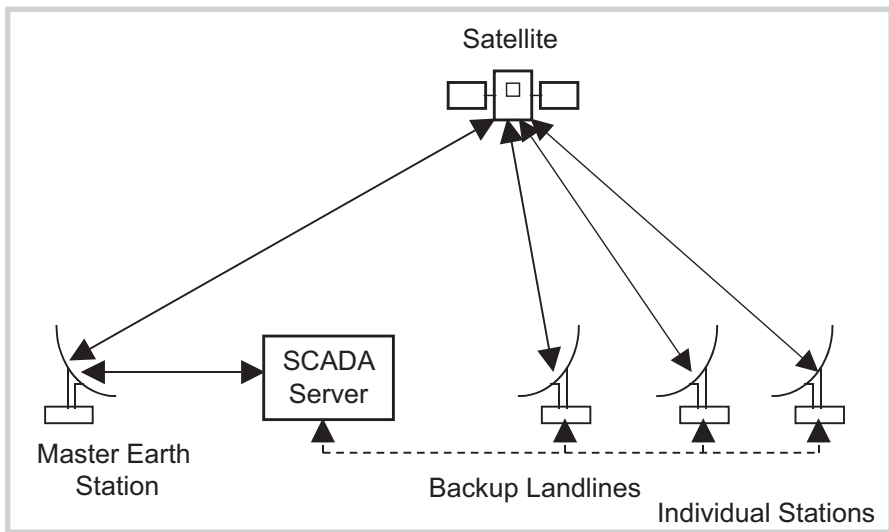 Satellite
SCADA
Server
Master Earth
Station
Backup Landlines
Individual Stations